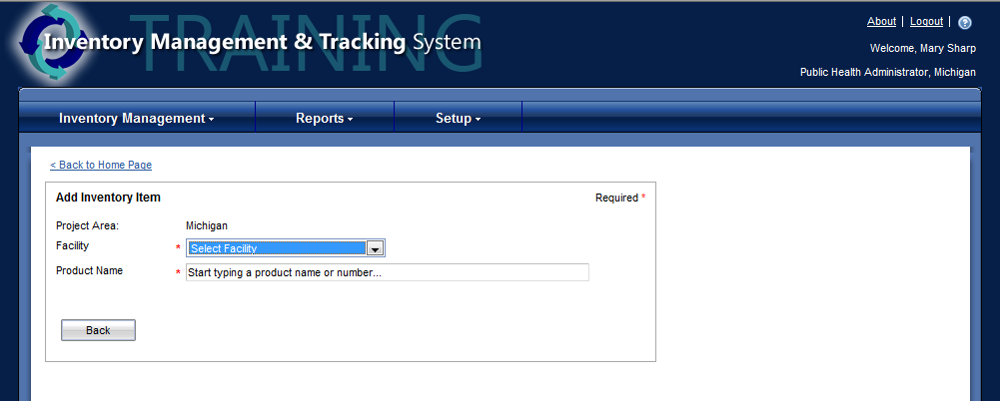 TRAINING
Inventory Management & Tracking System
About | Logout |
Welcome, Mary Sharp
Public Health Administrator, Michigan
Inventory Management
Reports
Setup
< Back to Home Page
Add Inventory Item
Required *
Project Area: Michigan
Facility * Select Facility
Product Name * Start typing a product name or number...
Back